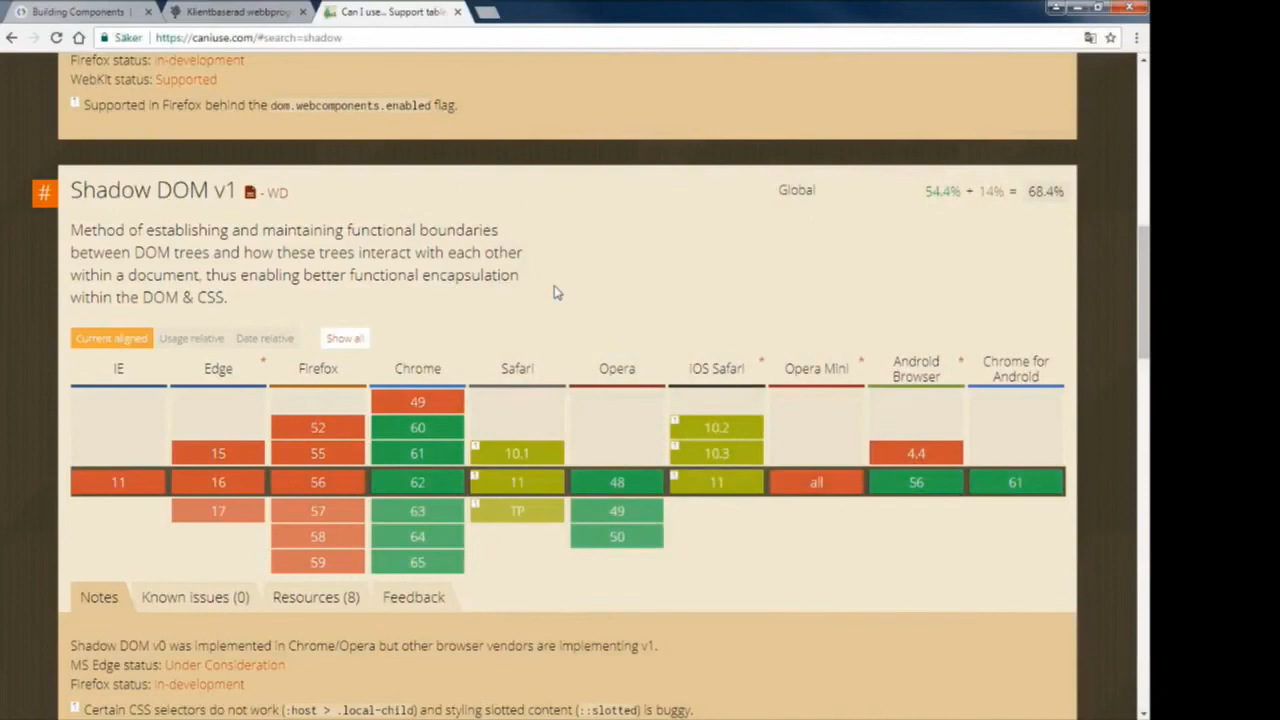 Building Components |
Klientbaserad webbprog
Can I use... Support table
Säker https://caniuse.com/#search=shadow
Firefox status: In-development
WebKit status: Supported
1 Supported in Firefox behind the dom.webcomponents.enabled flag.
# Shadow DOM v1 - WD
Global 54.4% + 14% = 68.4%
Method of establishing and maintaining functional boundaries
between DOM trees and how these trees interact with each other
within a document, thus enabling better functional encapsulation
within the DOM & CSS.
Current aligned Usage relative Date relative Show all
IE Edge * Firefox Chrome Safari Opera iOS Safari * Opera Mini * Android Browser * Chrome for Android
49
52 60 1 10.2
15 55 61 1 10.1 1 10.3 4.4
11 16 56 62 1 11 48 1 11 all 56 61
17 57 63 1 TP 49
58 64 50
59 65
Notes Known issues (0) Resources (8) Feedback
Shadow DOM v0 was implemented in Chrome/Opera but other browser vendors are implementing v1.
MS Edge status: Under Consideration
Firefox status: In-development
1 Certain CSS selectors do not work (:host > .local-child) and styling slotted content (::slotted) is buggy.